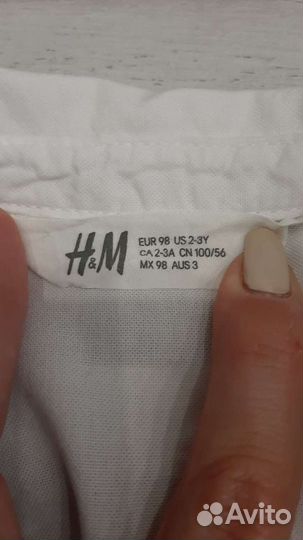 H&M
EUR 98 US 2-3Y
CA 2-3A CN 100/56
MX 98 AUS 3
Avito